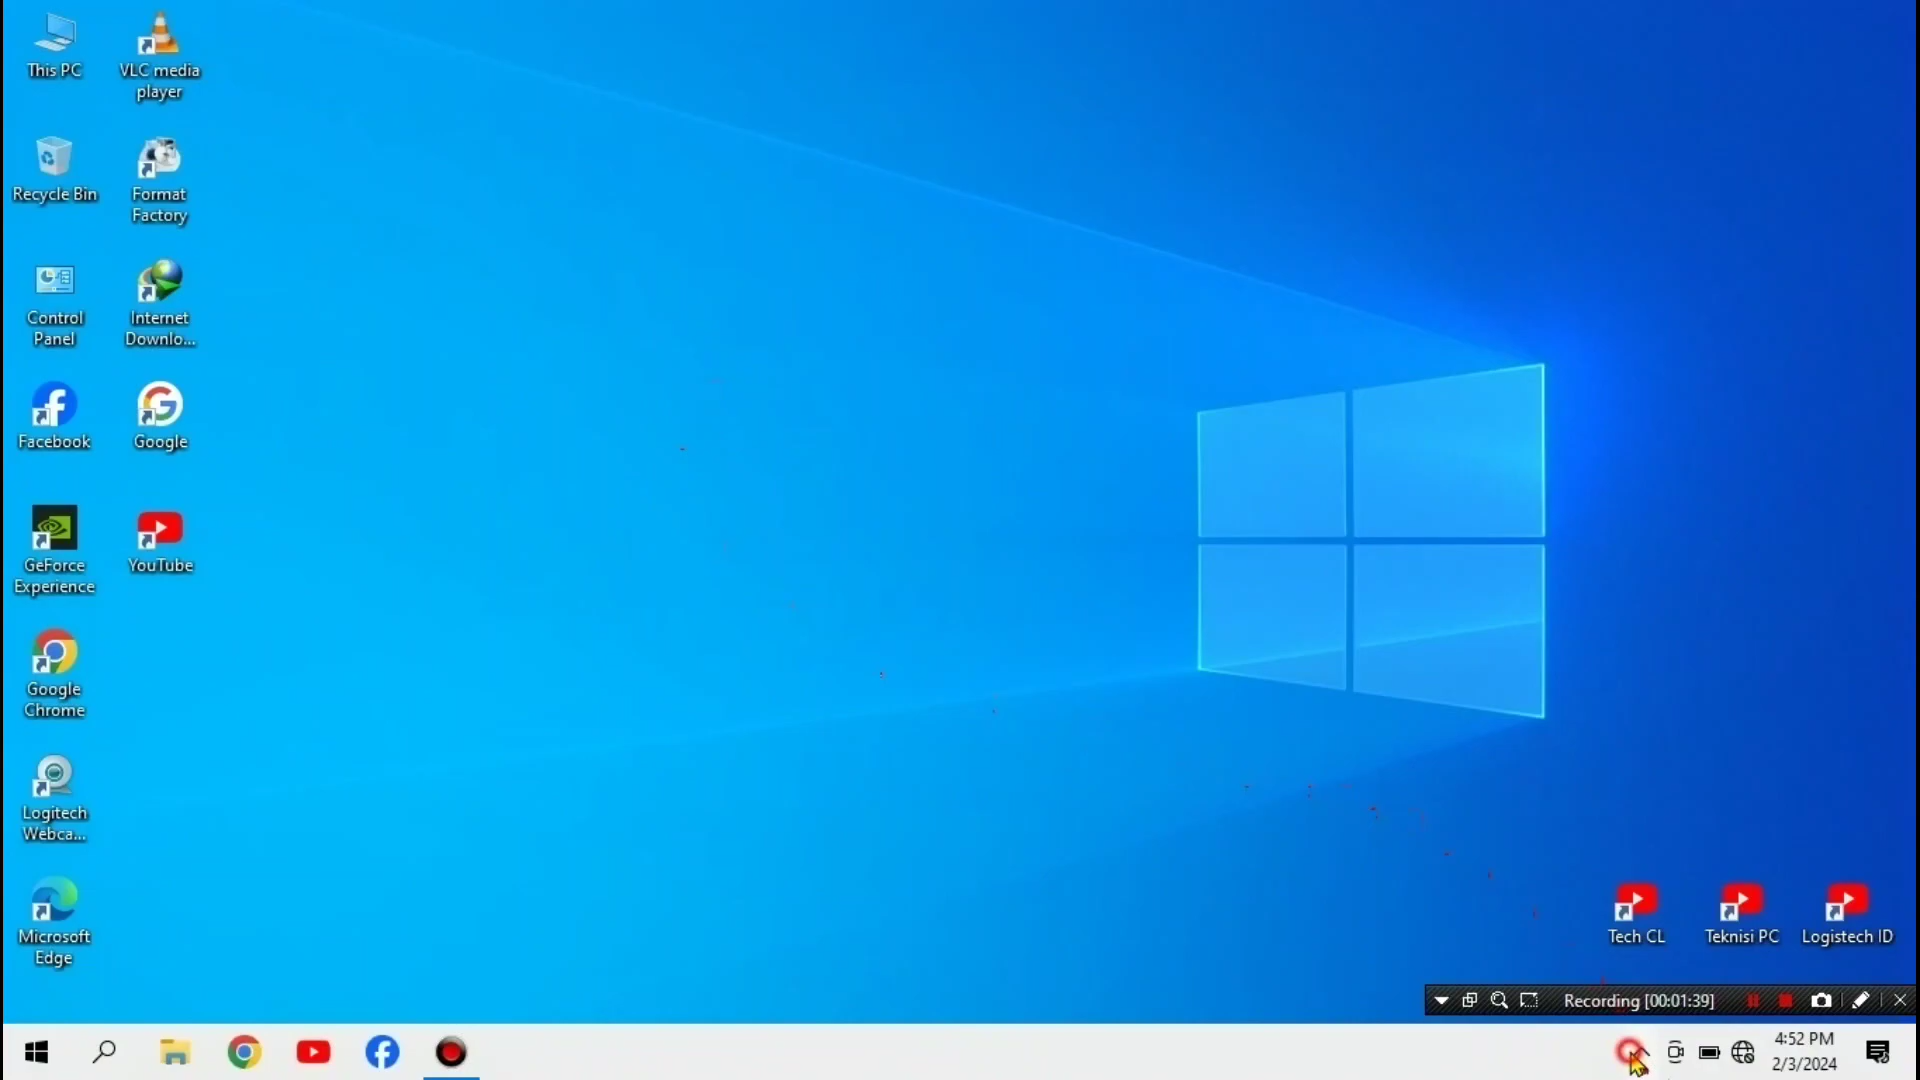 This PC
VLC media
player
Recycle Bin
Format
Factory
Control
Panel
Internet
Downlo...
Facebook
Google
GeForce
Experience
YouTube
Google
Chrome
Logitech
Webca...
Microsoft
Edge
Tech CL
Teknisi PC
Logistech ID
Recording [00:01:39]
4:52 PM
2/3/2024